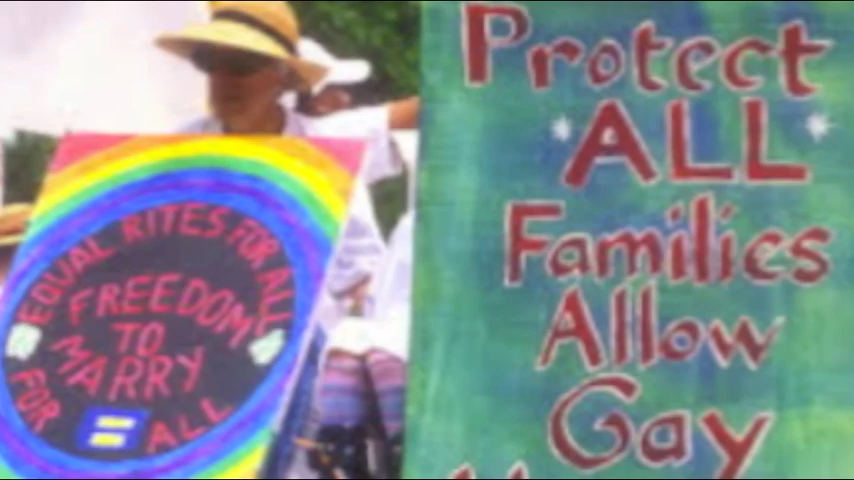 EQUAL RITES FOR ALL
FREEDOM
TO
MARRY
FOR ALL
Protect
ALL
Families
Allow
Gay